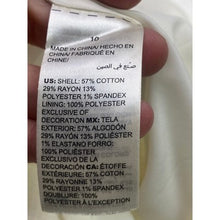 10
MADE IN CHINA/ HECHO EN
CHINA/ FABRIQUÉ EN
CHINE/
صنع في الصين
US: SHELL: 57% COTTON
29% RAYON 13%
POLYESTER 1% SPANDEX
LINING: 100% POLYESTER
EXCLUSIVE OF
DECORATION MX: TELA
EXTERIOR: 57% ALGODÓN
29% RAYÓN 13% POLIÉSTER
1% ELASTANO FORRO:
100% POLIÉSTER
EXCLUSIVO DE
DECORACIÓN CA: ÉTOFFE
EXTÉRIEURE: 57% COTON
29% RAYONNE 13%
POLYESTER 1% SPANDEX
DOUBLURE: 100%
POLYESTER À L'EXCEPTION